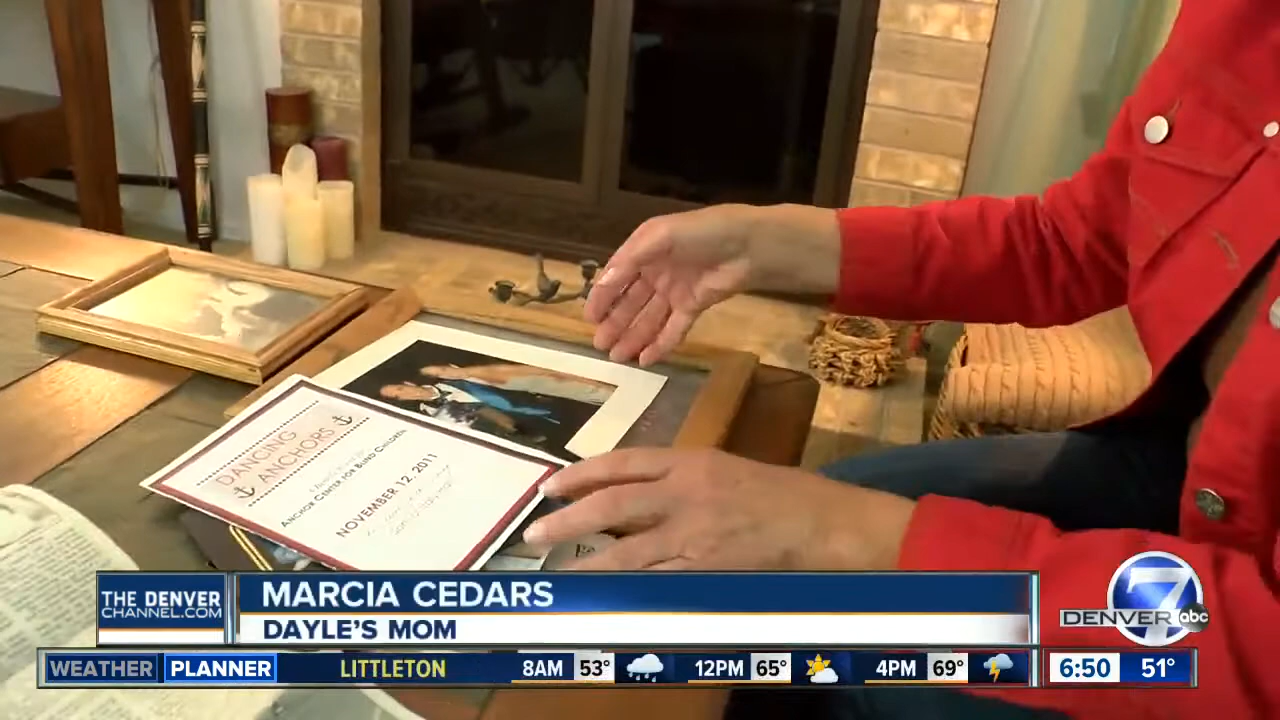 DANCING
ANCHORS
ANCHOR CENTER FOR BLIND CHILDREN
NOVEMBER 12, 2011
THE DENVER
CHANNEL.COM
MARCIA CEDARS
DAYLE'S MOM
DENVER 7 abc
WEATHER PLANNER LITTLETON 8AM 53° 12PM 65° 4PM 69° 6:50 51°